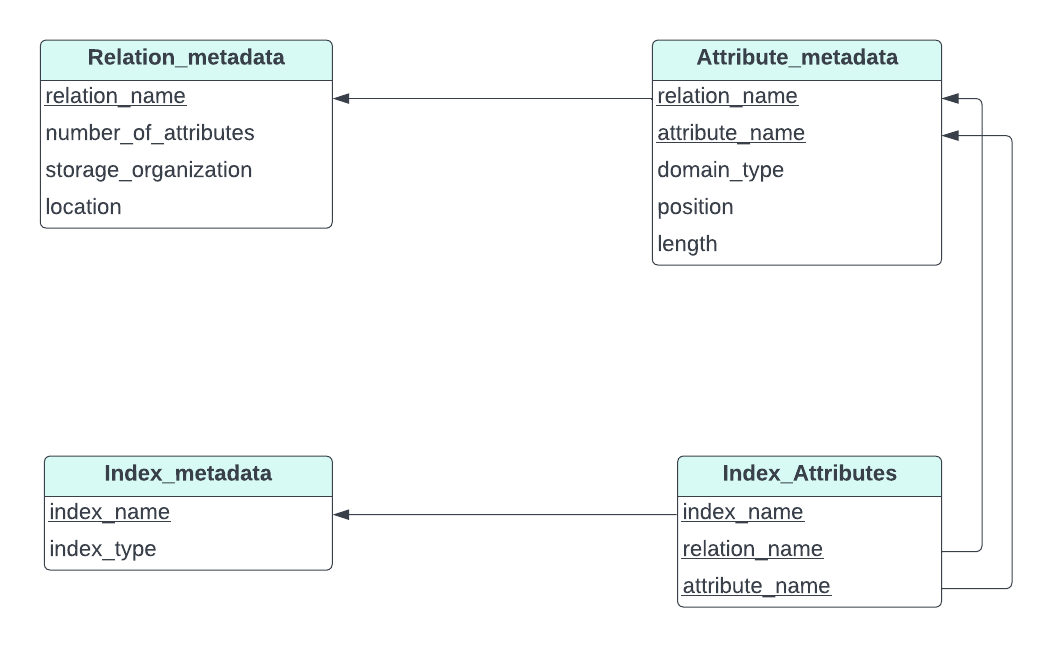 Relation_metadata
relation_name
number_of_attributes
storage_organization
location
Attribute_metadata
relation_name
attribute_name
domain_type
position
length
Index_metadata
index_name
index_type
Index_Attributes
index_name
relation_name
attribute_name